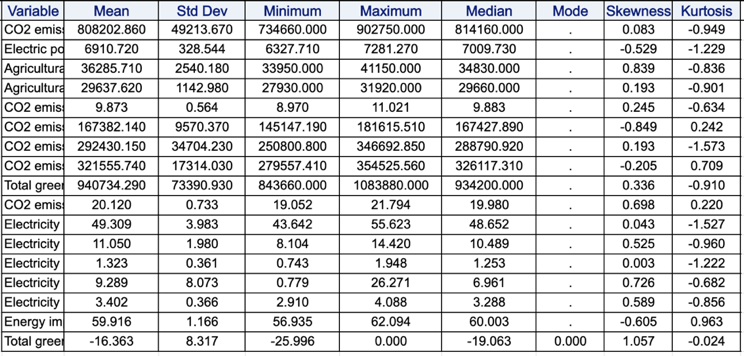 Variable Mean Std Dev Minimum Maximum Median Mode Skewness Kurtosis
CO2 emis 808202.860 49213.670 734660.000 902750.000 814160.000 . 0.083 -0.949
Electric po 6910.720 328.544 6327.710 7281.270 7009.730 . -0.529 -1.229
Agricultura 36285.710 2540.180 33950.000 41150.000 34830.000 . 0.839 -0.836
Agricultura 29637.620 1142.980 27930.000 31920.000 29660.000 . 0.193 -0.901
CO2 emis 9.873 0.564 8.970 11.021 9.883 . 0.245 -0.634
CO2 emis 167382.140 9570.370 145147.190 181615.510 167427.890 . -0.849 0.242
CO2 emis 292430.150 34704.230 250800.800 346692.850 288790.920 . 0.193 -1.573
CO2 emis 321555.740 17314.030 279557.410 354525.560 326117.310 . -0.205 0.709
Total green 940734.290 73390.930 843660.000 1083880.000 934200.000 . 0.336 -0.910
CO2 emis 20.120 0.733 19.052 21.794 19.980 . 0.698 0.220
Electricity 49.309 3.983 43.642 55.623 48.652 . 0.043 -1.527
Electricity 11.050 1.980 8.104 14.420 10.489 . 0.525 -0.960
Electricity 1.323 0.361 0.743 1.948 1.253 . 0.003 -1.222
Electricity 9.289 8.073 0.779 26.271 6.961 . 0.726 -0.682
Electricity 3.402 0.366 2.910 4.088 3.288 . 0.589 -0.856
Energy im 59.916 1.166 56.935 62.094 60.003 . -0.605 0.963
Total green -16.363 8.317 -25.996 0.000 -19.063 0.000 1.057 -0.024